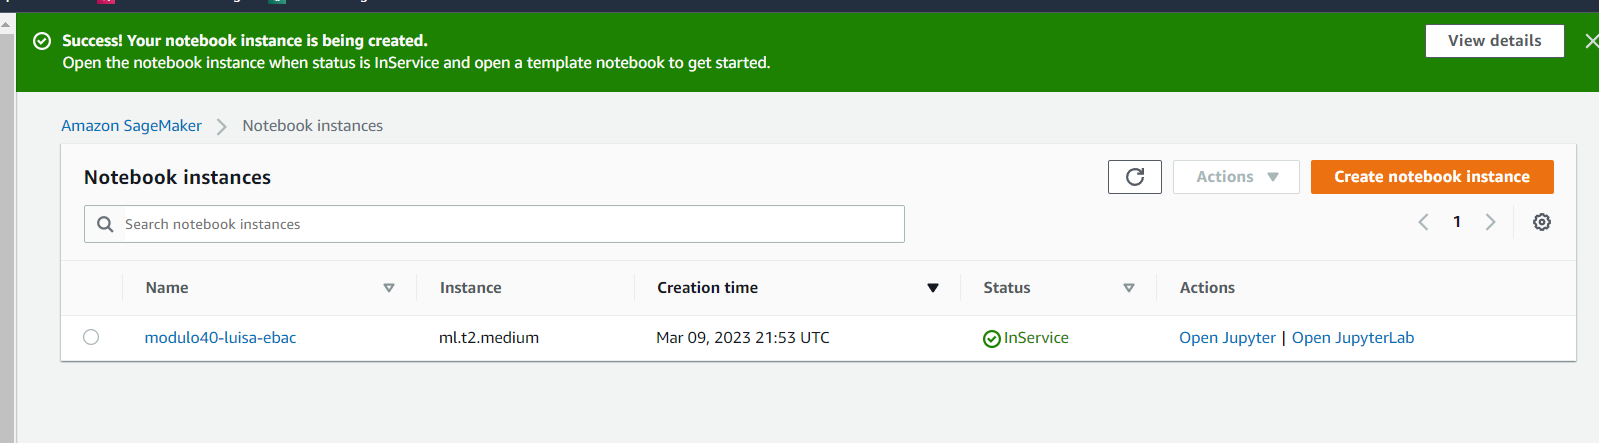 Success! Your notebook instance is being created.
View details
Open the notebook instance when status is InService and open a template notebook to get started.
Amazon SageMaker
Notebook instances
Notebook instances
Actions
Create notebook instance
Search notebook instances
1
Name
Instance
Creation time
Status
Actions
modulo40-luisa-ebac
ml.t2.medium
Mar 09, 2023 21:53 UTC
InService
Open Jupyter | Open JupyterLab